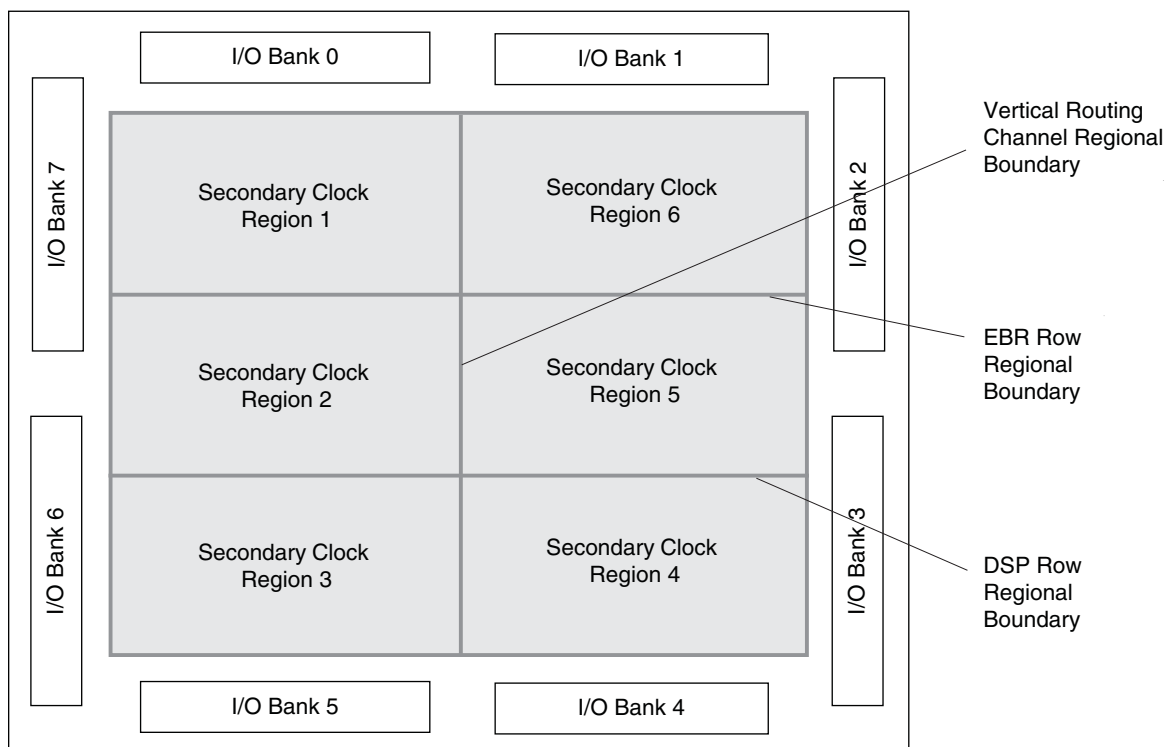 I/O Bank 0
I/O Bank 1
I/O Bank 7
I/O Bank 2
Vertical Routing
Channel Regional
Boundary
Secondary Clock
Region 1
Secondary Clock
Region 6
EBR Row
Regional
Boundary
Secondary Clock
Region 2
Secondary Clock
Region 5
I/O Bank 6
I/O Bank 3
Secondary Clock
Region 3
Secondary Clock
Region 4
DSP Row
Regional
Boundary
I/O Bank 5
I/O Bank 4